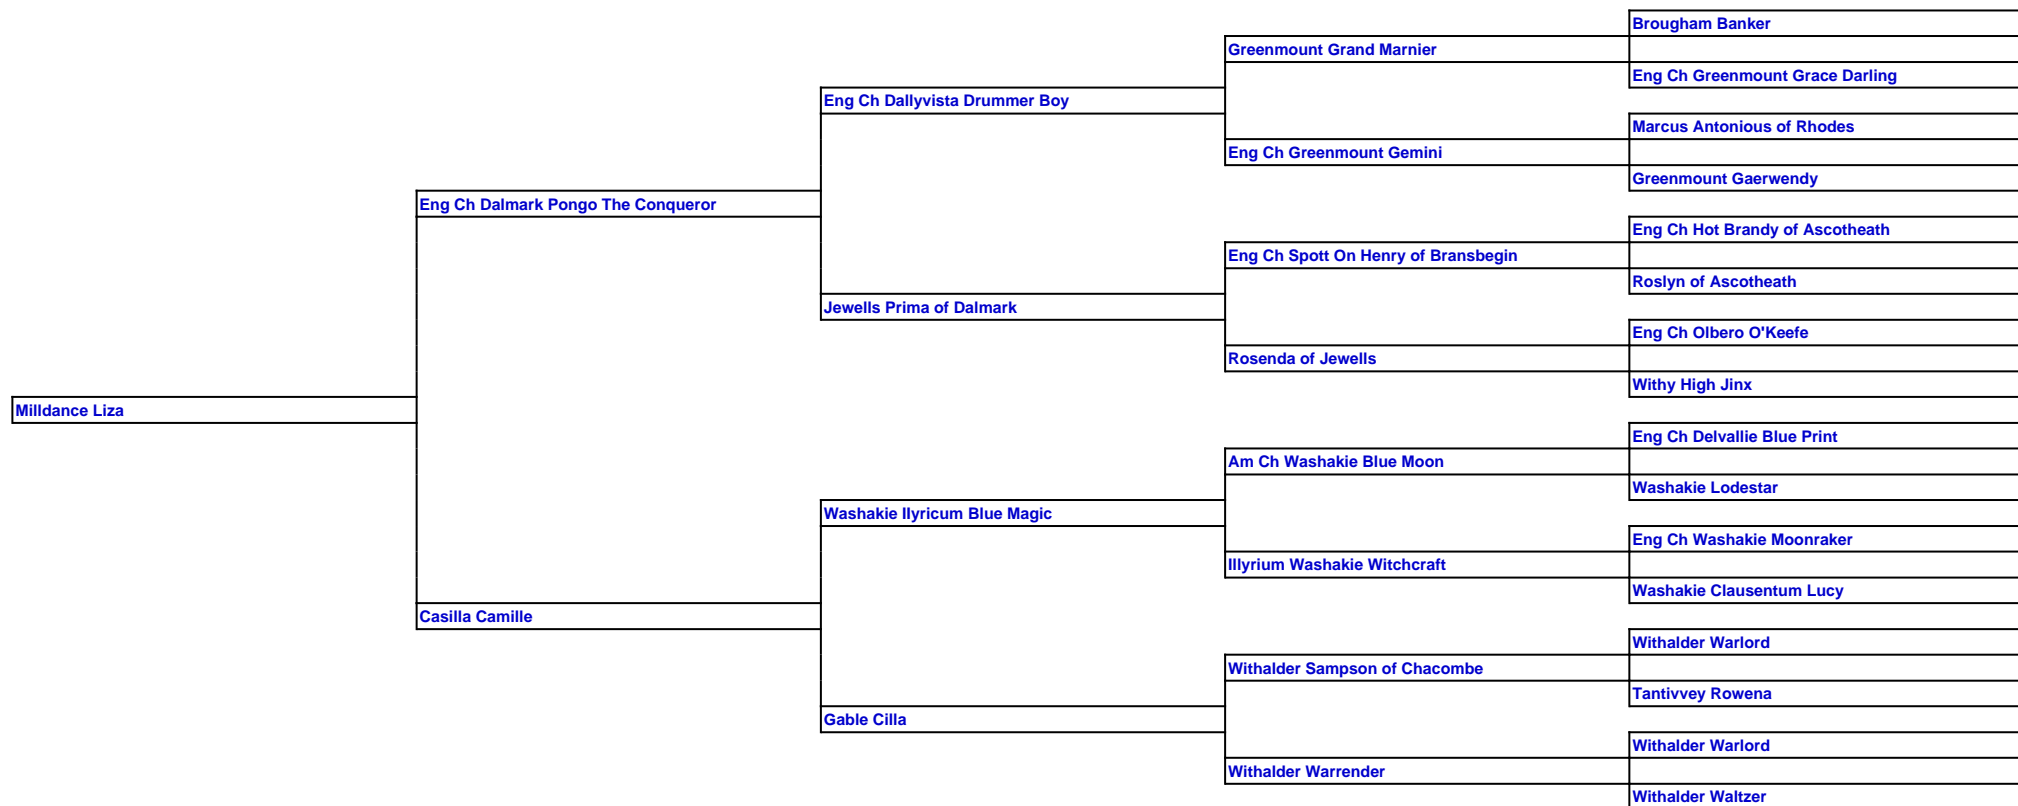 Brougham Banker
Greenmount Grand Marnier
Eng Ch Greenmount Grace Darling
Eng Ch Dallyvista Drummer Boy
Marcus Antonious of Rhodes
Eng Ch Greenmount Gemini
Greenmount Gaerwendy
Eng Ch Dalmark Pongo The Conqueror
Eng Ch Hot Brandy of Ascotheath
Eng Ch Spott On Henry of Bransbegin
Roslyn of Ascotheath
Jewells Prima of Dalmark
Eng Ch Olbero O'Keefe
Rosenda of Jewells
Withy High Jinx
Milldance Liza
Eng Ch Delvallie Blue Print
Am Ch Washakie Blue Moon
Washakie Lodestar
Washakie Ilyricum Blue Magic
Eng Ch Washakie Moonraker
Illyrium Washakie Witchcraft
Washakie Clausentum Lucy
Casilla Camille
Withalder Warlord
Withalder Sampson of Chacombe
Tantivvey Rowena
Gable Cilla
Withalder Warlord
Withalder Warrender
Withalder Waltzer